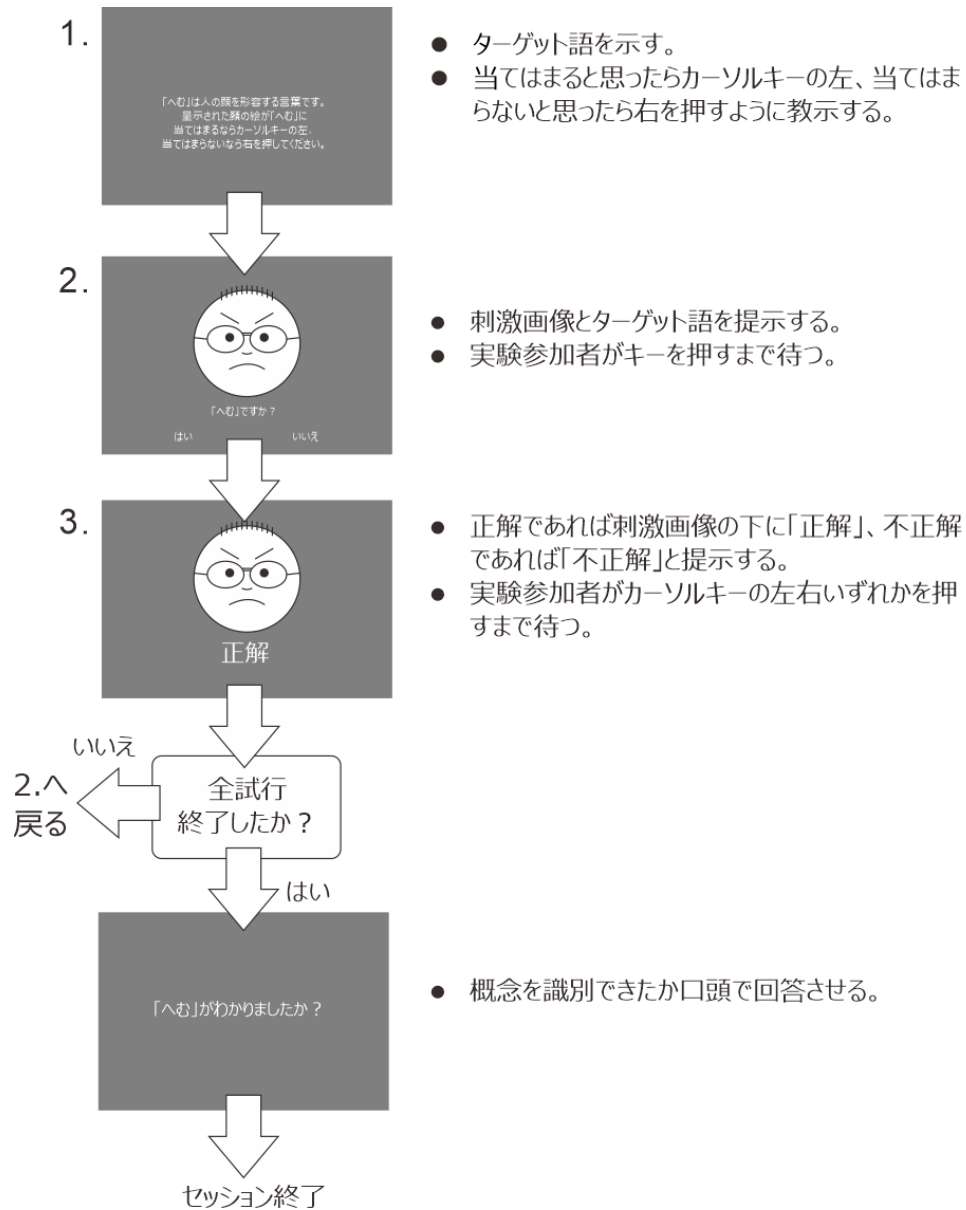 1.
「へむ」は人の顔を形容する言葉です。
呈示された顔の絵が「へむ」に
当てはまるならカーソルキーの左、
当てはまらないなら右を押してください。
● ターゲット語を示す。
● 当てはまると思ったらカーソルキーの左、当てはま
らないと思ったら右を押すように教示する。
2.
「へむ」ですか？
はい いいえ
● 刺激画像とターゲット語を提示する。
● 実験参加者がキーを押すまで待つ。
3.
正解
● 正解であれば刺激画像の下に「正解」、不正解
であれば「不正解」と提示する。
● 実験参加者がカーソルキーの左右いずれかを押
すまで待つ。
いいえ
2.へ
戻る
全試行
終了したか？
はい
「へむ」がわかりましたか？
● 概念を識別できたか口頭で回答させる。
セッション終了